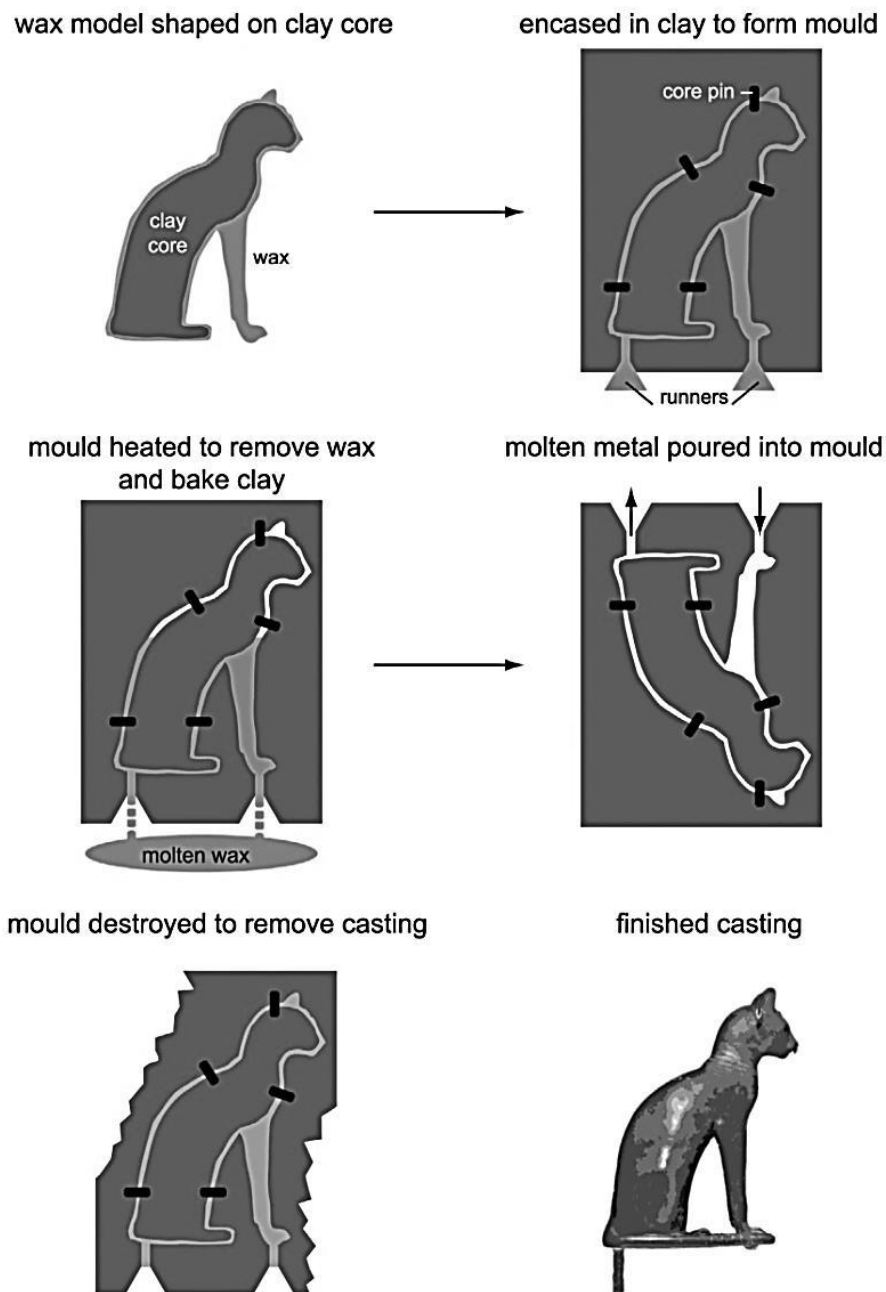 wax model shaped on clay core
encased in clay to form mould
core pin
clay
core
wax
runners
mould heated to remove wax
and bake clay
molten metal poured into mould
molten wax
mould destroyed to remove casting
finished casting